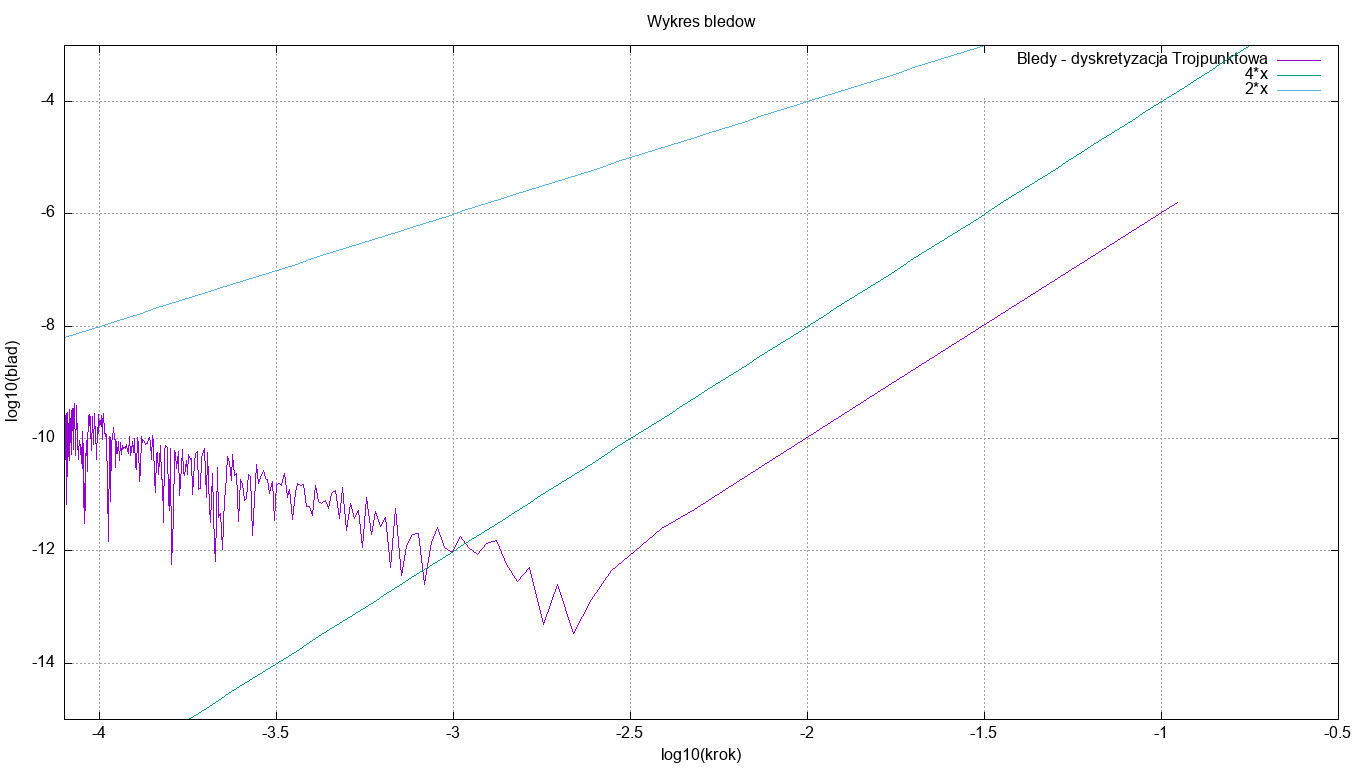 Wykres bledow
Bledy - dyskretyzacja Trojpunktowa
4*x
2*x
-4
-6
-8
-10
-12
-14
log10(blad)
-4 -3.5 -3 -2.5 -2 -1.5 -1 -0.5
log10(krok)